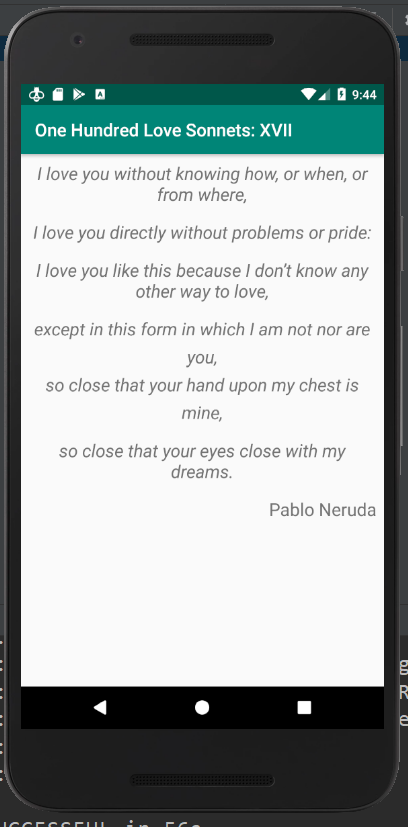 9:44
One Hundred Love Sonnets: XVII
I love you without knowing how, or when, or
from where,
I love you directly without problems or pride:
I love you like this because I don’t know any
other way to love,
except in this form in which I am not nor are
you,
so close that your hand upon my chest is
mine,
so close that your eyes close with my
dreams.
Pablo Neruda